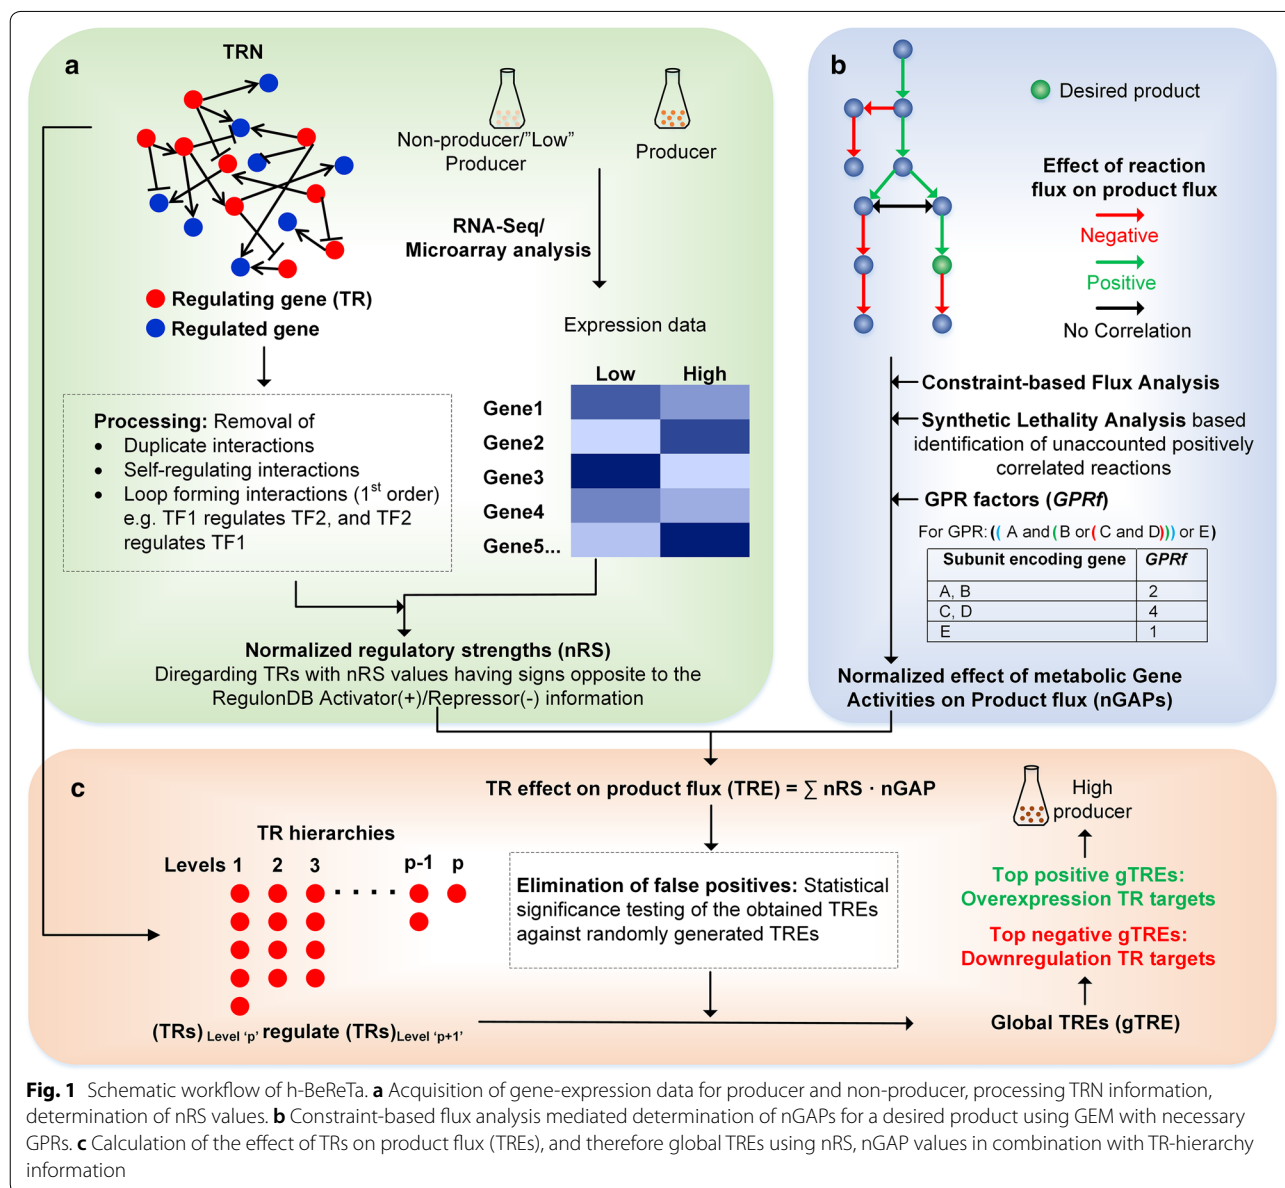 a
TRN
Non-producer/”Low”
Producer
Producer
RNA-Seq/
Microarray analysis
Regulating gene (TR)
Regulated gene
Expression data
Low High
Gene1
Gene2
Gene3
Gene4
Gene5...
Processing: Removal of
• Duplicate interactions
• Self-regulating interactions
• Loop forming interactions (1st order)
e.g. TF1 regulates TF2, and TF2
regulates TF1
Normalized regulatory strengths (nRS)
Diregarding TRs with nRS values having signs opposite to the
RegulonDB Activator(+)/Repressor(-) information
b
Desired product
Effect of reaction
flux on product flux
Negative
Positive
No Correlation
Constraint-based Flux Analysis
Synthetic Lethality Analysis based
identification of unaccounted positively
correlated reactions
GPR factors (GPRf)
For GPR: (( A and (B or( C and D))) or E)
Subunit encoding gene GPRf
A, B 2
C, D 4
E 1
Normalized effect of metabolic Gene
Activities on Product flux (nGAPs)
c
TR effect on product flux (TRE) = ∑ nRS · nGAP
TR hierarchies
Levels 1 2 3 p-1 p
(TRs) Level ‘p’ regulate (TRs)Level ‘p+1’
Elimination of false positives: Statistical
significance testing of the obtained TREs
against randomly generated TREs
High
producer
Top positive gTREs:
Overexpression TR targets
Top negative gTREs:
Downregulation TR targets
Global TREs (gTRE)
Fig. 1 Schematic workflow of h-BeReTa. a Acquisition of gene-expression data for producer and non-producer, processing TRN information,
determination of nRS values. b Constraint-based flux analysis mediated determination of nGAPs for a desired product using GEM with necessary
GPRs. c Calculation of the effect of TRs on product flux (TREs), and therefore global TREs using nRS, nGAP values in combination with TR-hierarchy
information